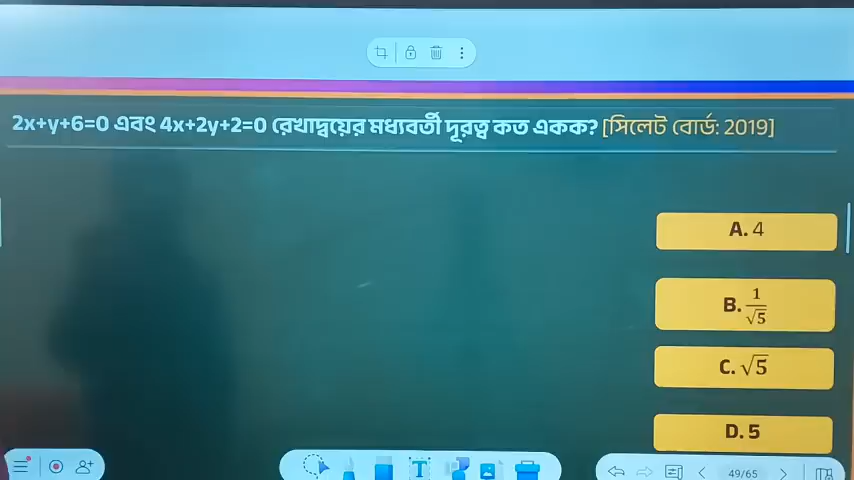 2x+y+6=0 এবং 4x+2y+2=0 রেখাদ্বয়ের মধ্যবর্তী দূরত্ব কত একক? [সিলেট বোর্ড: 2019]
A. 4
B. 1/√5
C. √5
D. 5
T
49/65